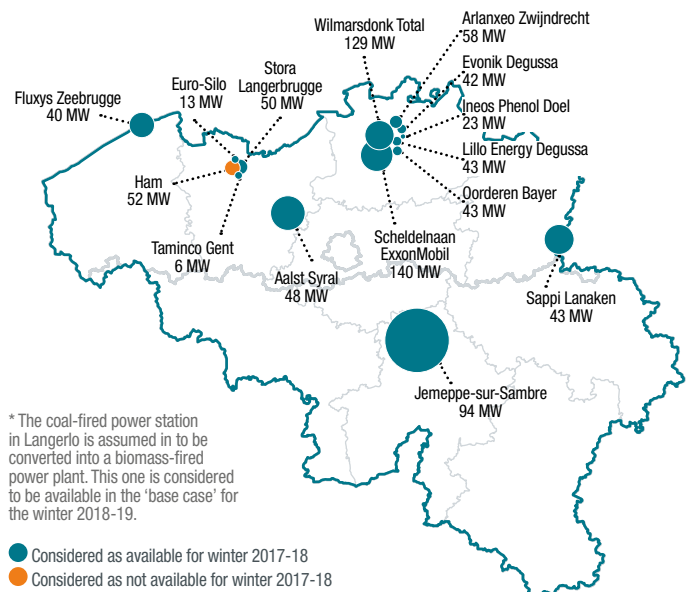 Wilmarsdonk Total
129 MW
Arlanxeo Zwijndrecht
58 MW
Evonik Degussa
42 MW
Ineos Phenol Doel
23 MW
Lillo Energy Degussa
43 MW
Oorderen Bayer
43 MW
Stora
Langerbrugge
50 MW
Euro-Silo
13 MW
Fluxys Zeebrugge
40 MW
Ham
52 MW
Taminco Gent
6 MW
Aalst Syral
48 MW
Scheldelnaan
ExxonMobil
140 MW
Sappi Lanaken
43 MW
Jemeppe-sur-Sambre
94 MW
* The coal-fired power station
in Langerlo is assumed in to be
converted into a biomass-fired
power plant. This one is considered
to be available in the ‘base case’ for
the winter 2018-19.
Considered as available for winter 2017-18
Considered as not available for winter 2017-18